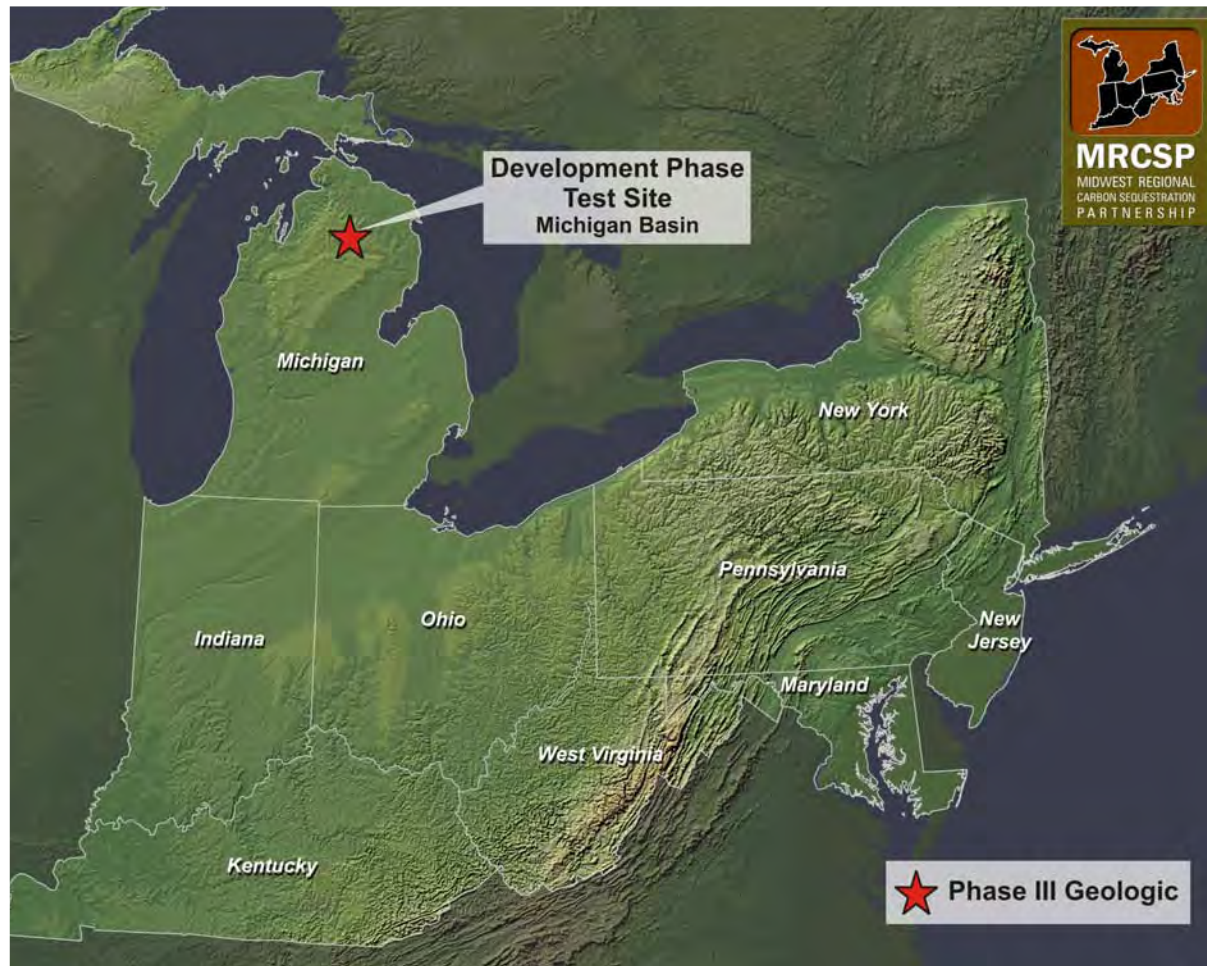 MRCSP
MIDWEST REGIONAL
CARBON SEQUESTRATION
PARTNERSHIP
Development Phase
Test Site
Michigan Basin
Michigan
New York
Pennsylvania
Ohio
Indiana
New
Jersey
Maryland
West Virginia
Kentucky
Phase III Geologic